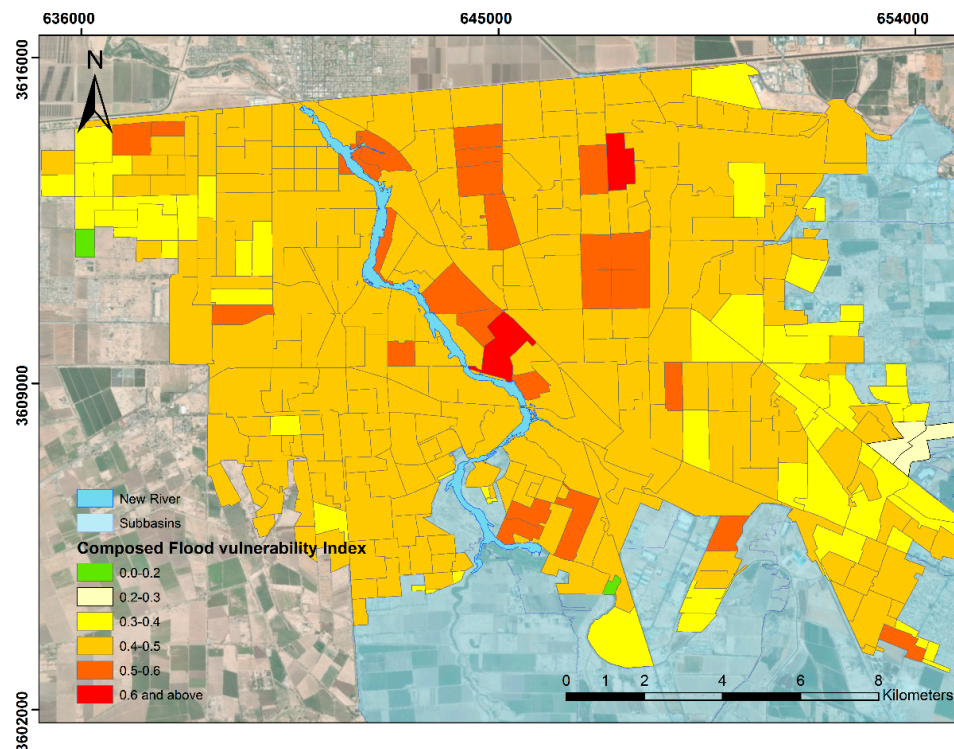 636000
645000
654000
3616000
N
3609000
New River
Subbasins
Composed Flood vulnerability Index
0.0-0.2
0.2-0.3
0.3-0.4
0.4-0.5
0.5-0.6
0.6 and above
0 1 2 4 6 8
Kilometers
3602000